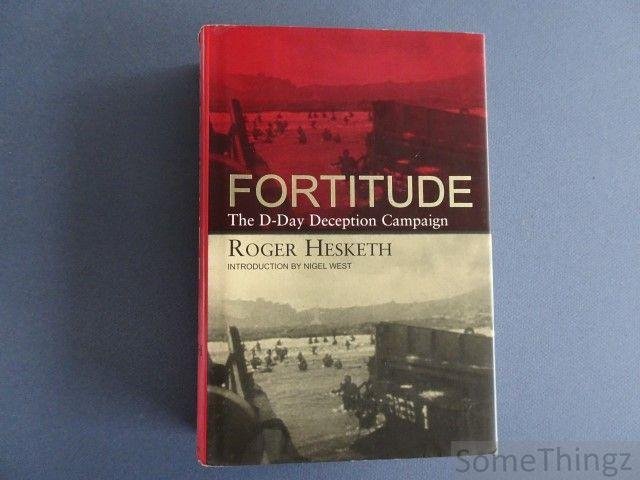 FORTITUDE
The D-Day Deception Campaign
ROGER HESKETH
INTRODUCTION BY NIGEL WEST
SomeThingz